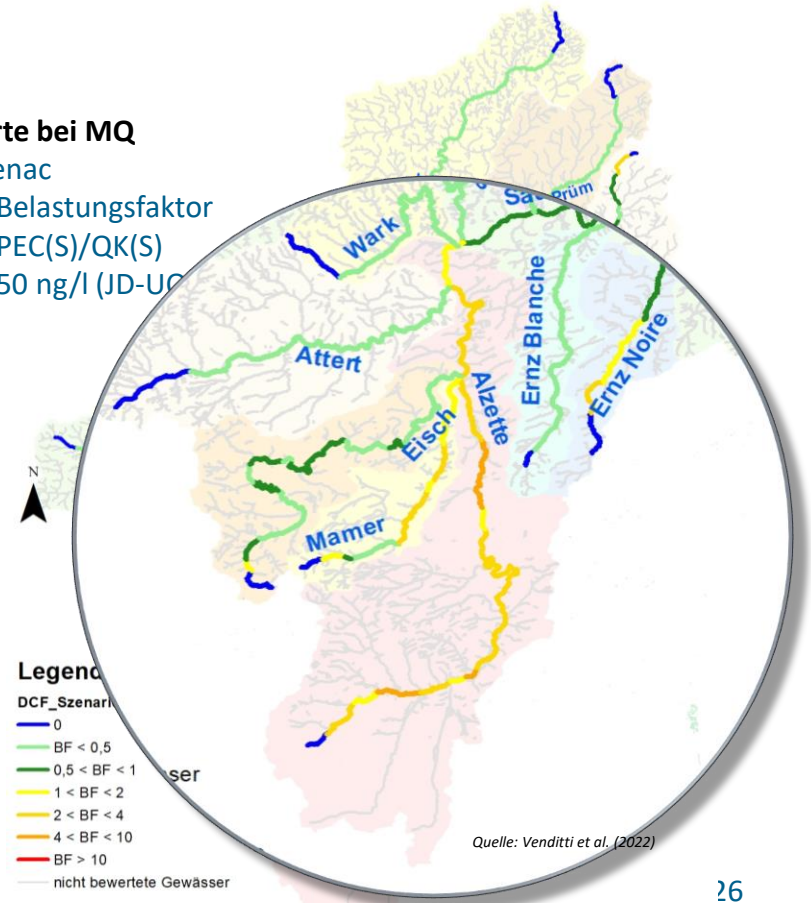 rte bei MQ
enac
Belastungsfaktor
PEC(S)/QK(S)
50 ng/l (JD-UQ
Wark
Prüm
Attert
Ernz Blanche
Ernz Noire
Alzette
Eisch
Mamer
N
Legend
DCF_Szenari
0
BF < 0,5
0,5 < BF < 1
1 < BF < 2
2 < BF < 4
4 < BF < 10
BF > 10
nicht bewertete Gewässer
sser
Quelle: Venditti et al. (2022)
26